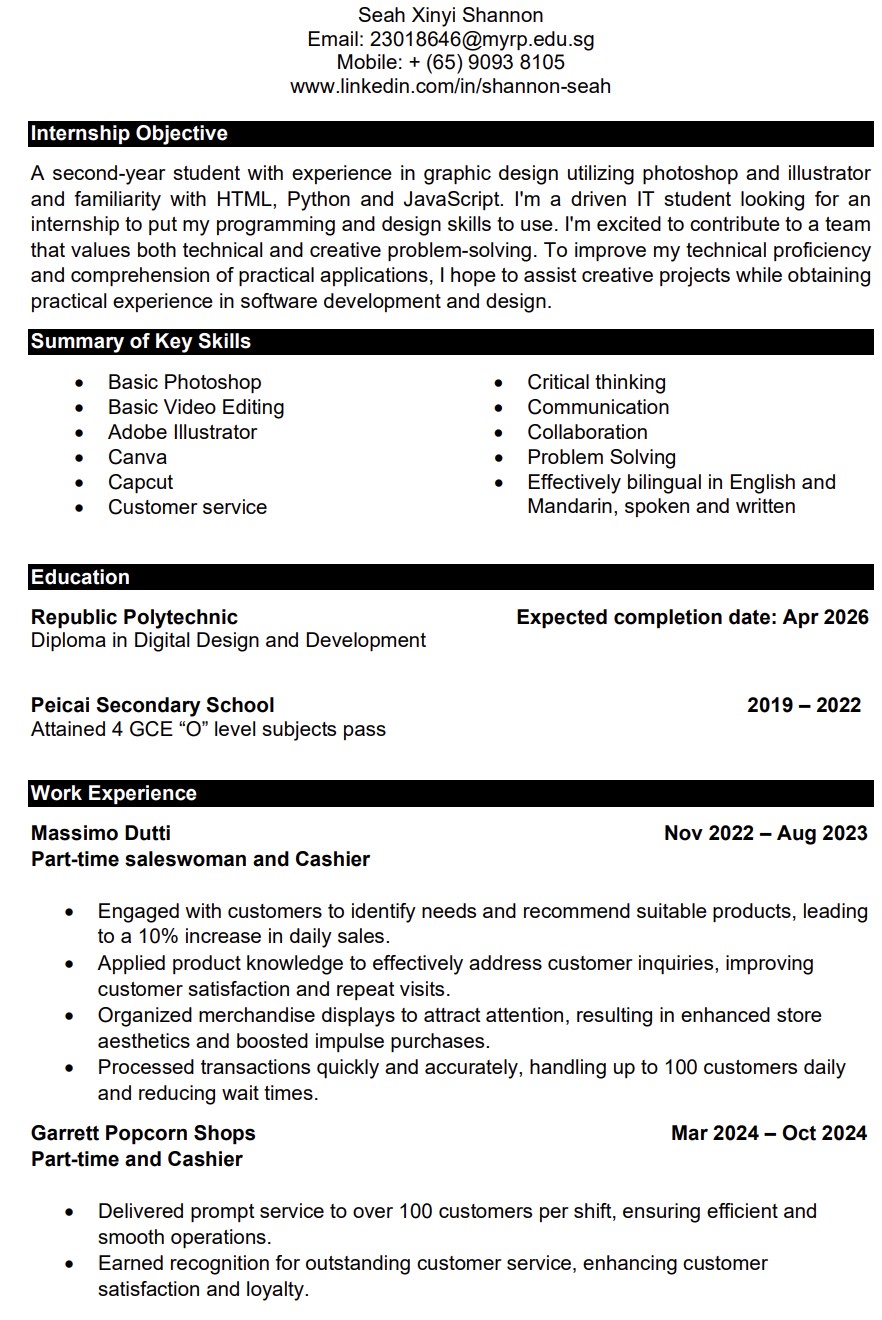 Seah Xinyi Shannon
Email: 23018646@myrp.edu.sg
Mobile: + (65) 9093 8105
www.linkedin.com/in/shannon-seah
Internship Objective
A second-year student with experience in graphic design utilizing photoshop and illustrator
and familiarity with HTML, Python and JavaScript. I'm a driven IT student looking for an
internship to put my programming and design skills to use. I'm excited to contribute to a team
that values both technical and creative problem-solving. To improve my technical proficiency
and comprehension of practical applications, I hope to assist creative projects while obtaining
practical experience in software development and design.
Summary of Key Skills
• Basic Photoshop
• Basic Video Editing
• Adobe Illustrator
• Canva
• Capcut
• Customer service
• Critical thinking
• Communication
• Collaboration
• Problem Solving
• Effectively bilingual in English and
Mandarin, spoken and written
Education
Republic Polytechnic Expected completion date: Apr 2026
Diploma in Digital Design and Development
Peicai Secondary School 2019 – 2022
Attained 4 GCE “O” level subjects pass
Work Experience
Massimo Dutti Nov 2022 – Aug 2023
Part-time saleswoman and Cashier
• Engaged with customers to identify needs and recommend suitable products, leading
to a 10% increase in daily sales.
• Applied product knowledge to effectively address customer inquiries, improving
customer satisfaction and repeat visits.
• Organized merchandise displays to attract attention, resulting in enhanced store
aesthetics and boosted impulse purchases.
• Processed transactions quickly and accurately, handling up to 100 customers daily
and reducing wait times.
Garrett Popcorn Shops Mar 2024 – Oct 2024
Part-time and Cashier
• Delivered prompt service to over 100 customers per shift, ensuring efficient and
smooth operations.
• Earned recognition for outstanding customer service, enhancing customer
satisfaction and loyalty.